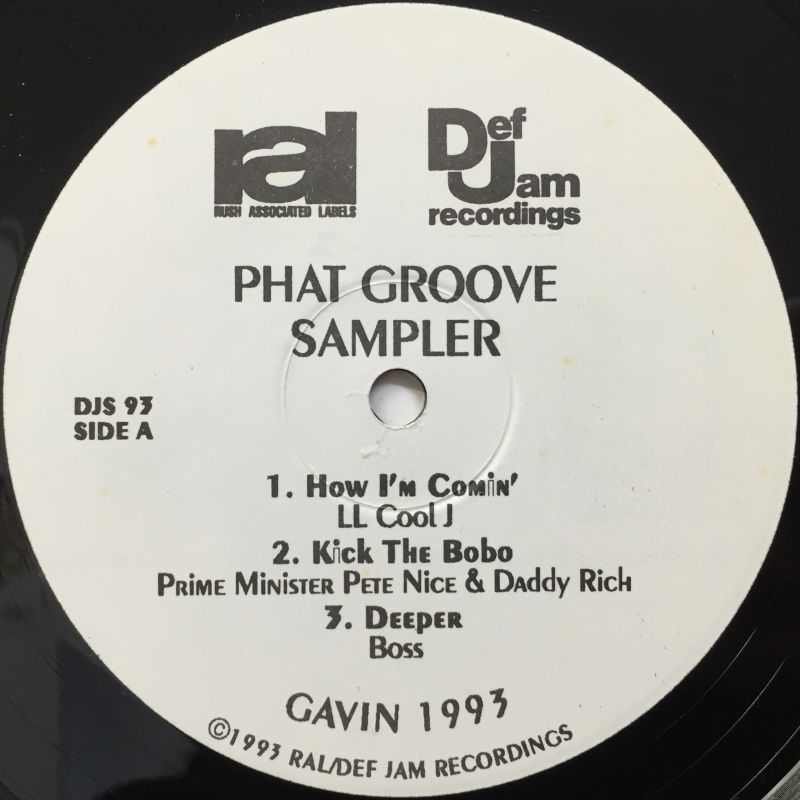 ral
RUSH ASSOCIATED LABELS
Def Jam
recordings
PHAT GROOVE
SAMPLER
DJS 93
SIDE A
1. How I'm Comin'
LL Cool J
2. Kick The Bobo
Prime Minister Pete Nice & Daddy Rich
3. Deeper
Boss
GAVIN 1993
©1993 RAL/DEF JAM RECORDINGS